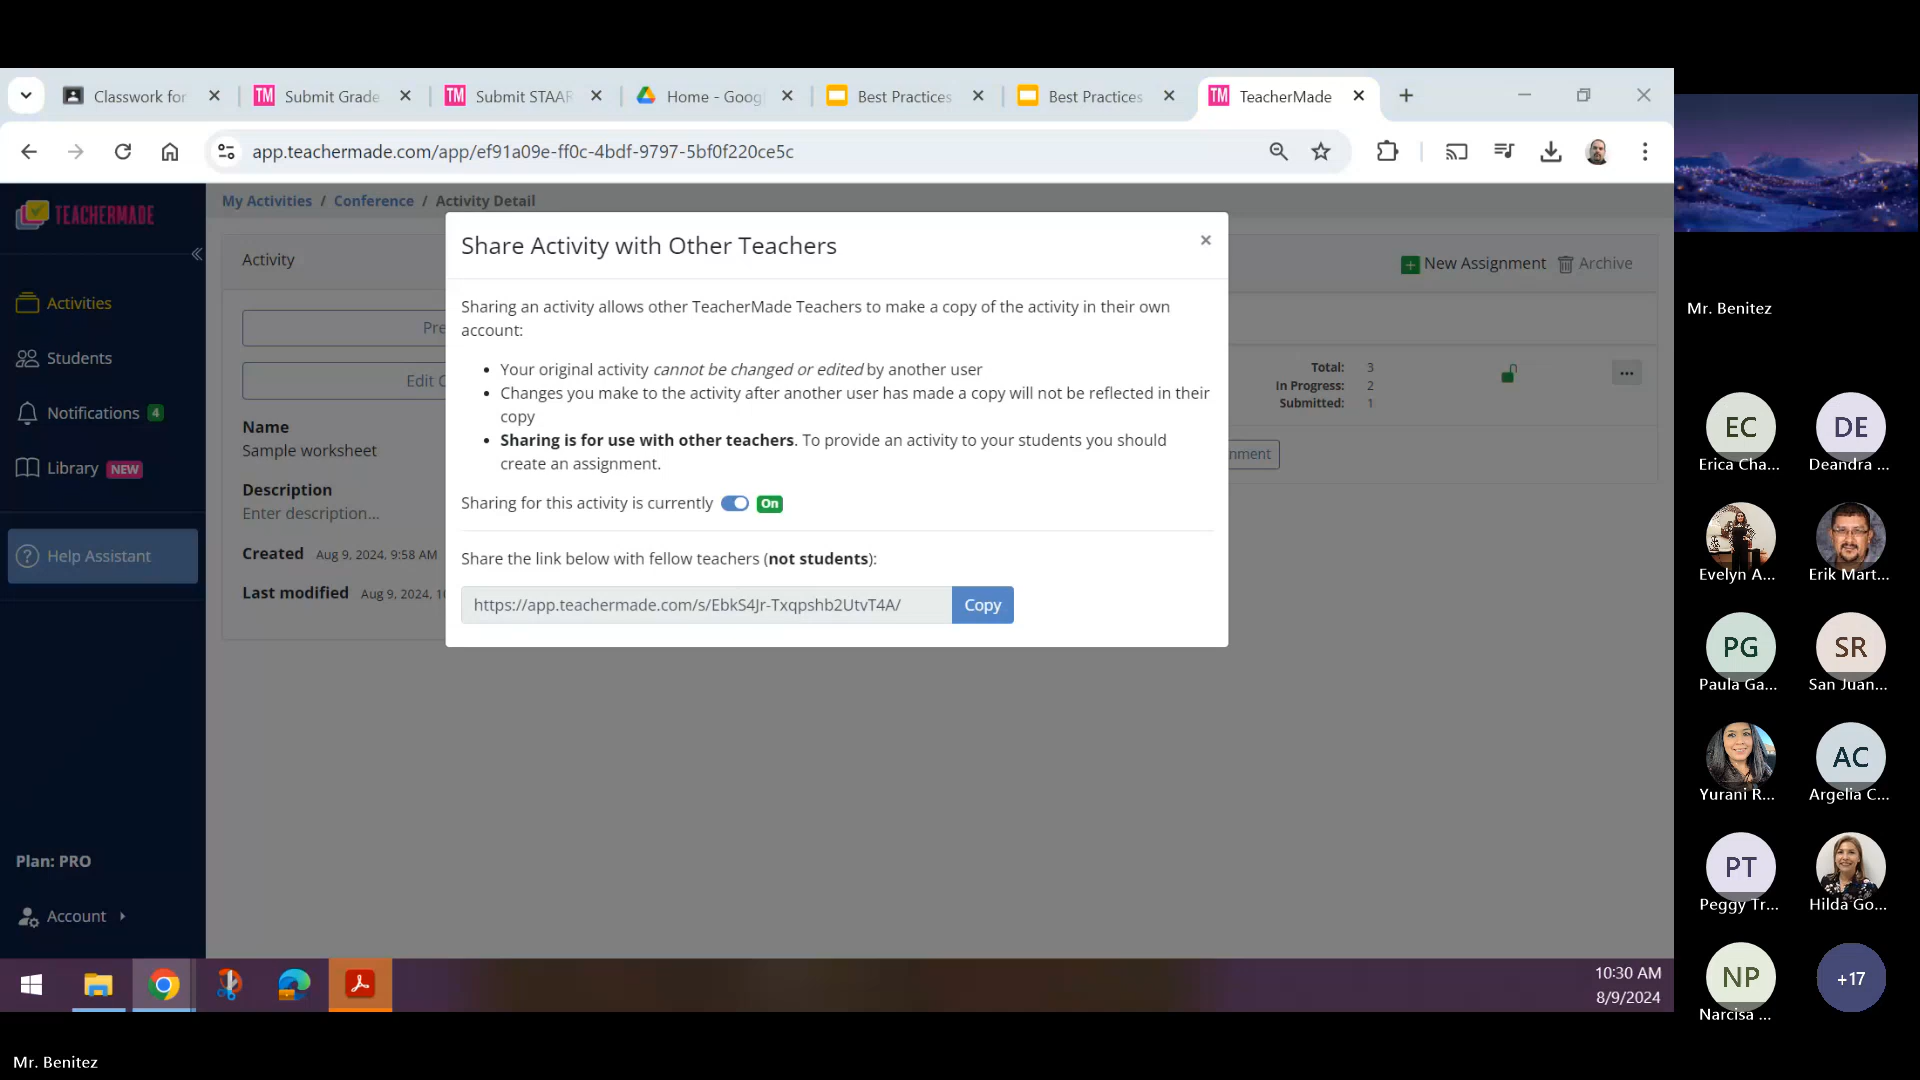 Classwork for
TM Submit Grade
TM Submit STAAR
Home - Goog
Best Practices
Best Practices
TM TeacherMade
app.teachermade.com/app/ef91a09e-ff0c-4bdf-9797-5bf0f220ce5c
TEACHERMADE
Activities
Students
Notifications 4
Library NEW
? Help Assistant
Plan: PRO
Account
My Activities / Conference / Activity Detail
Activity
New Assignment
Archive
Pre
Edit C
Name
Sample worksheet
Description
Enter description...
Created Aug 9, 2024, 9:58 AM
Last modified Aug 9, 2024, 1
Total: 3
In Progress: 2
Submitted: 1
...
nment
Share Activity with Other Teachers
×
Sharing an activity allows other TeacherMade Teachers to make a copy of the activity in their own
account:
• Your original activity cannot be changed or edited by another user
• Changes you make to the activity after another user has made a copy will not be reflected in their
copy
• Sharing is for use with other teachers. To provide an activity to your students you should
create an assignment.
Sharing for this activity is currently On
Share the link below with fellow teachers (not students):
https://app.teachermade.com/s/EbkS4Jr-Txqpshb2UtvT4A/
Copy
10:30 AM
8/9/2024
Mr. Benitez
Mr. Benitez
EC
Erica Cha...
DE
Deandra ...
Evelyn A...
Erik Mart...
PG
Paula Ga...
SR
San Juan...
Yurani R...
AC
Argelia C...
PT
Peggy Tr...
Hilda Go...
NP
Narcisa ...
+17